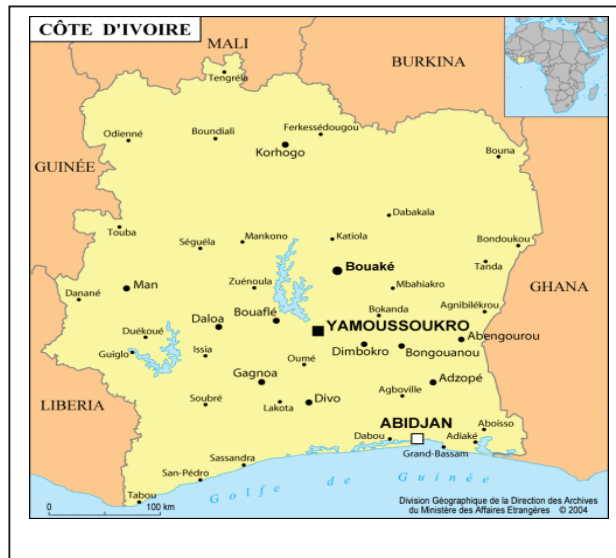 CÔTE D'IVOIRE
MALI
BURKINA
Tengréla
Odienné
Boundiali
Ferkessédougou
Korhogo
Bouna
GUINÉE
Dabakala
Touba
Séguéla
Mankono
Katiola
Bondoukou
Tanda
Bouaké
Man
Zuénoula
Mbahiakro
GHANA
Danané
Bouaflé
Bokanda
Agnibilékrou
Daloa
YAMOUSSOUKRO
Duékoué
Abengourou
Guiglo
Issia
Dimbokro
Bongouanou
Oumé
Gagnoa
Adzopé
LIBERIA
Soubré
Lakota
Divo
Agboville
ABIDJAN
Aboisso
Dabou
Adiaké
Grand-Bassam
Sassandra
San-Pédro
Tabou
Golfe de Guinée
0 100 km
Division Géographique de la Direction des Archives
du Ministère des Affaires Etrangères © 2004